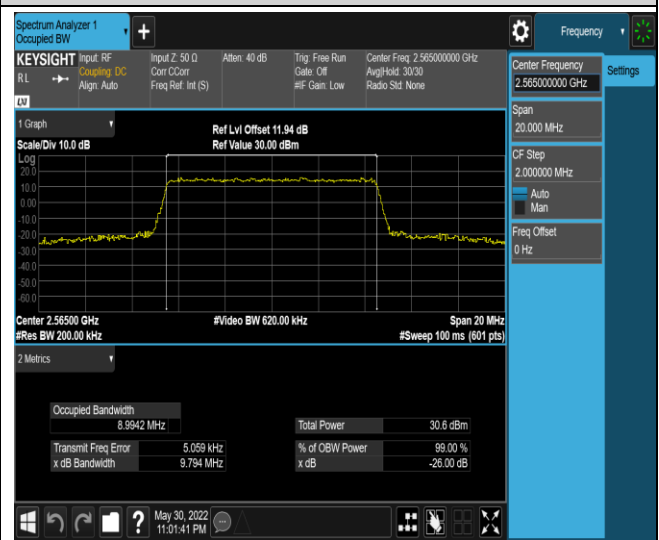 Spectrum Analyzer 1
Occupied BW
+
Frequency
KEYSIGHT
RL
LXI
Input: RF
Coupling: DC
Align: Auto
Input Z: 50 Ω
Corr CCorr
Freq Ref: Int (S)
Atten: 40 dB
Trig: Free Run
Gate: Off
#IF Gain: Low
Center Freq: 2.565000000 GHz
Avg|Hold: 30/30
Radio Std: None
Center Frequency
2.565000000 GHz
Settings
Span
20.000 MHz
CF Step
2.000000 MHz
Auto
Man
Freq Offset
0 Hz
1 Graph
Scale/Div 10.0 dB
Ref Lvl Offset 11.94 dB
Ref Value 30.00 dBm
Log
20.0
10.0
0.00
-10.0
-20.0
-30.0
-40.0
-50.0
-60.0
Center 2.56500 GHz
#Video BW 620.00 kHz
Span 20 MHz
#Res BW 200.00 kHz
#Sweep 100 ms (601 pts)
2 Metrics
Occupied Bandwidth
8.9942 MHz
Total Power 30.6 dBm
Transmit Freq Error 5.059 kHz
% of OBW Power 99.00 %
x dB Bandwidth 9.794 MHz
x dB -26.00 dB
?
May 30, 2022
11:01:41 PM